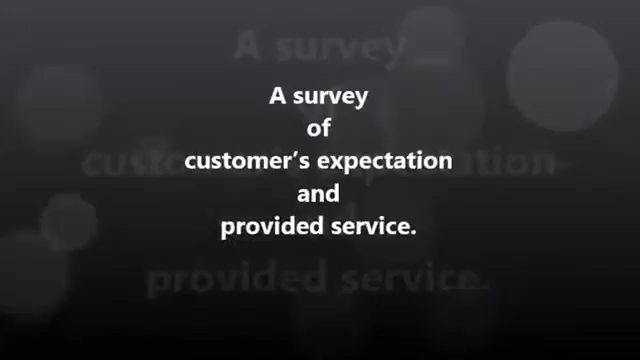 A survey
of
customer's expectation
and
provided service.